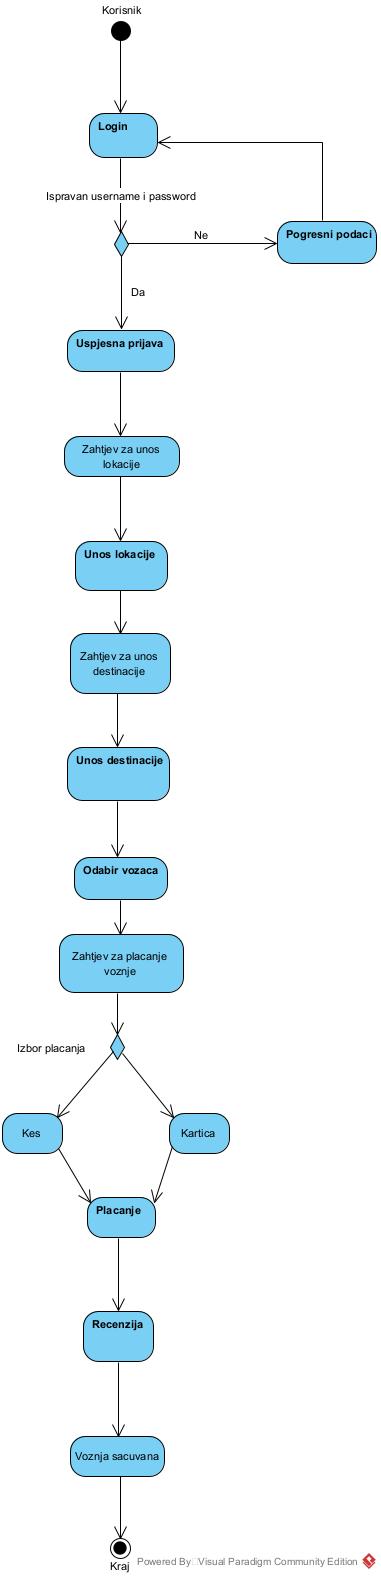 Korisnik
Login
Ispravan username i password
Ne
Pogresni podaci
Da
Uspjesna prijava
Zahtjev za unos
lokacije
Unos lokacije
Zahtjev za unos
destinacije
Unos destinacije
Odabir vozaca
Zahtjev za placanje
voznje
Izbor placanja
Kes
Kartica
Placanje
Recenzija
Voznja sacuvana
Kraj
Powered By Visual Paradigm Community Edition